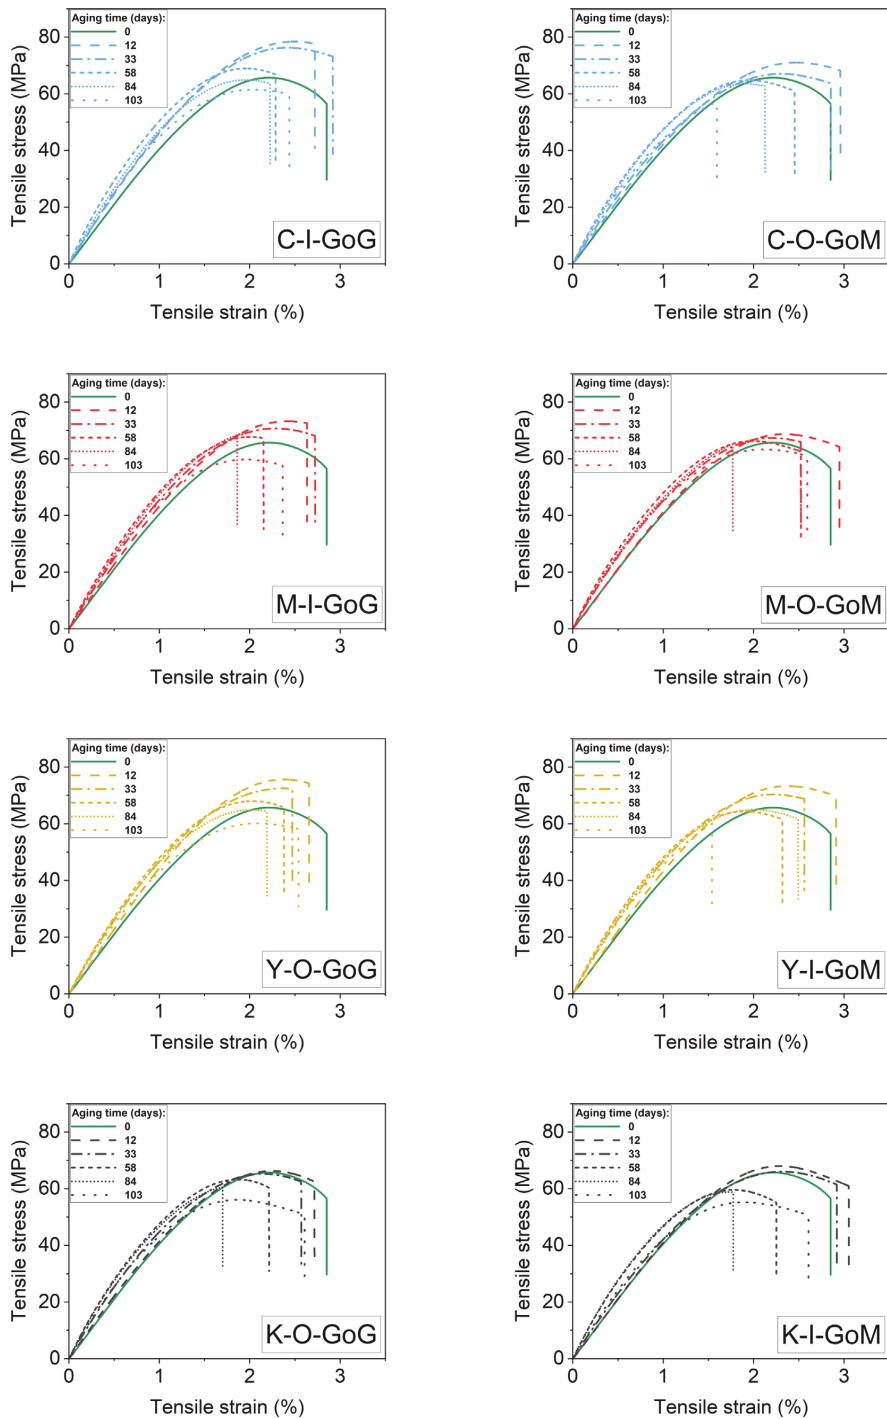 Aging time (days):
0
12
33
58
84
103
80
60
40
20
0
Tensile stress (MPa)
C-I-GoG
0 1 2 3
Tensile strain (%)
Aging time (days):
0
12
33
58
84
103
80
60
40
20
0
Tensile stress (MPa)
C-O-GoM
0 1 2 3
Tensile strain (%)
Aging time (days):
0
12
33
58
84
103
80
60
40
20
0
Tensile stress (MPa)
M-I-GoG
0 1 2 3
Tensile strain (%)
Aging time (days):
0
12
33
58
84
103
80
60
40
20
0
Tensile stress (MPa)
M-O-GoM
0 1 2 3
Tensile strain (%)
Aging time (days):
0
12
33
58
84
103
80
60
40
20
0
Tensile stress (MPa)
Y-O-GoG
0 1 2 3
Tensile strain (%)
Aging time (days):
0
12
33
58
84
103
80
60
40
20
0
Tensile stress (MPa)
Y-I-GoM
0 1 2 3
Tensile strain (%)
Aging time (days):
0
12
33
58
84
103
80
60
40
20
0
Tensile stress (MPa)
K-O-GoG
0 1 2 3
Tensile strain (%)
Aging time (days):
0
12
33
58
84
103
80
60
40
20
0
Tensile stress (MPa)
K-I-GoM
0 1 2 3
Tensile strain (%)